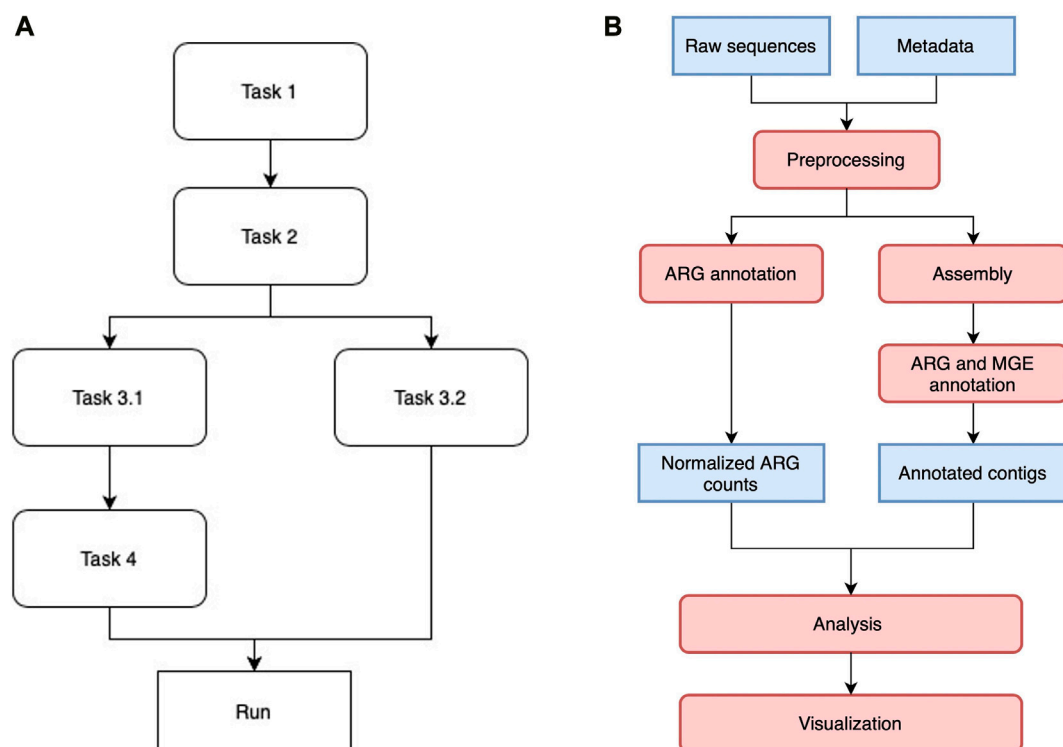 A
Task 1
Task 2
Task 3.1
Task 3.2
Task 4
Run
B
Raw sequences
Metadata
Preprocessing
ARG annotation
Assembly
ARG and MGE
annotation
Normalized ARG
counts
Annotated contigs
Analysis
Visualization